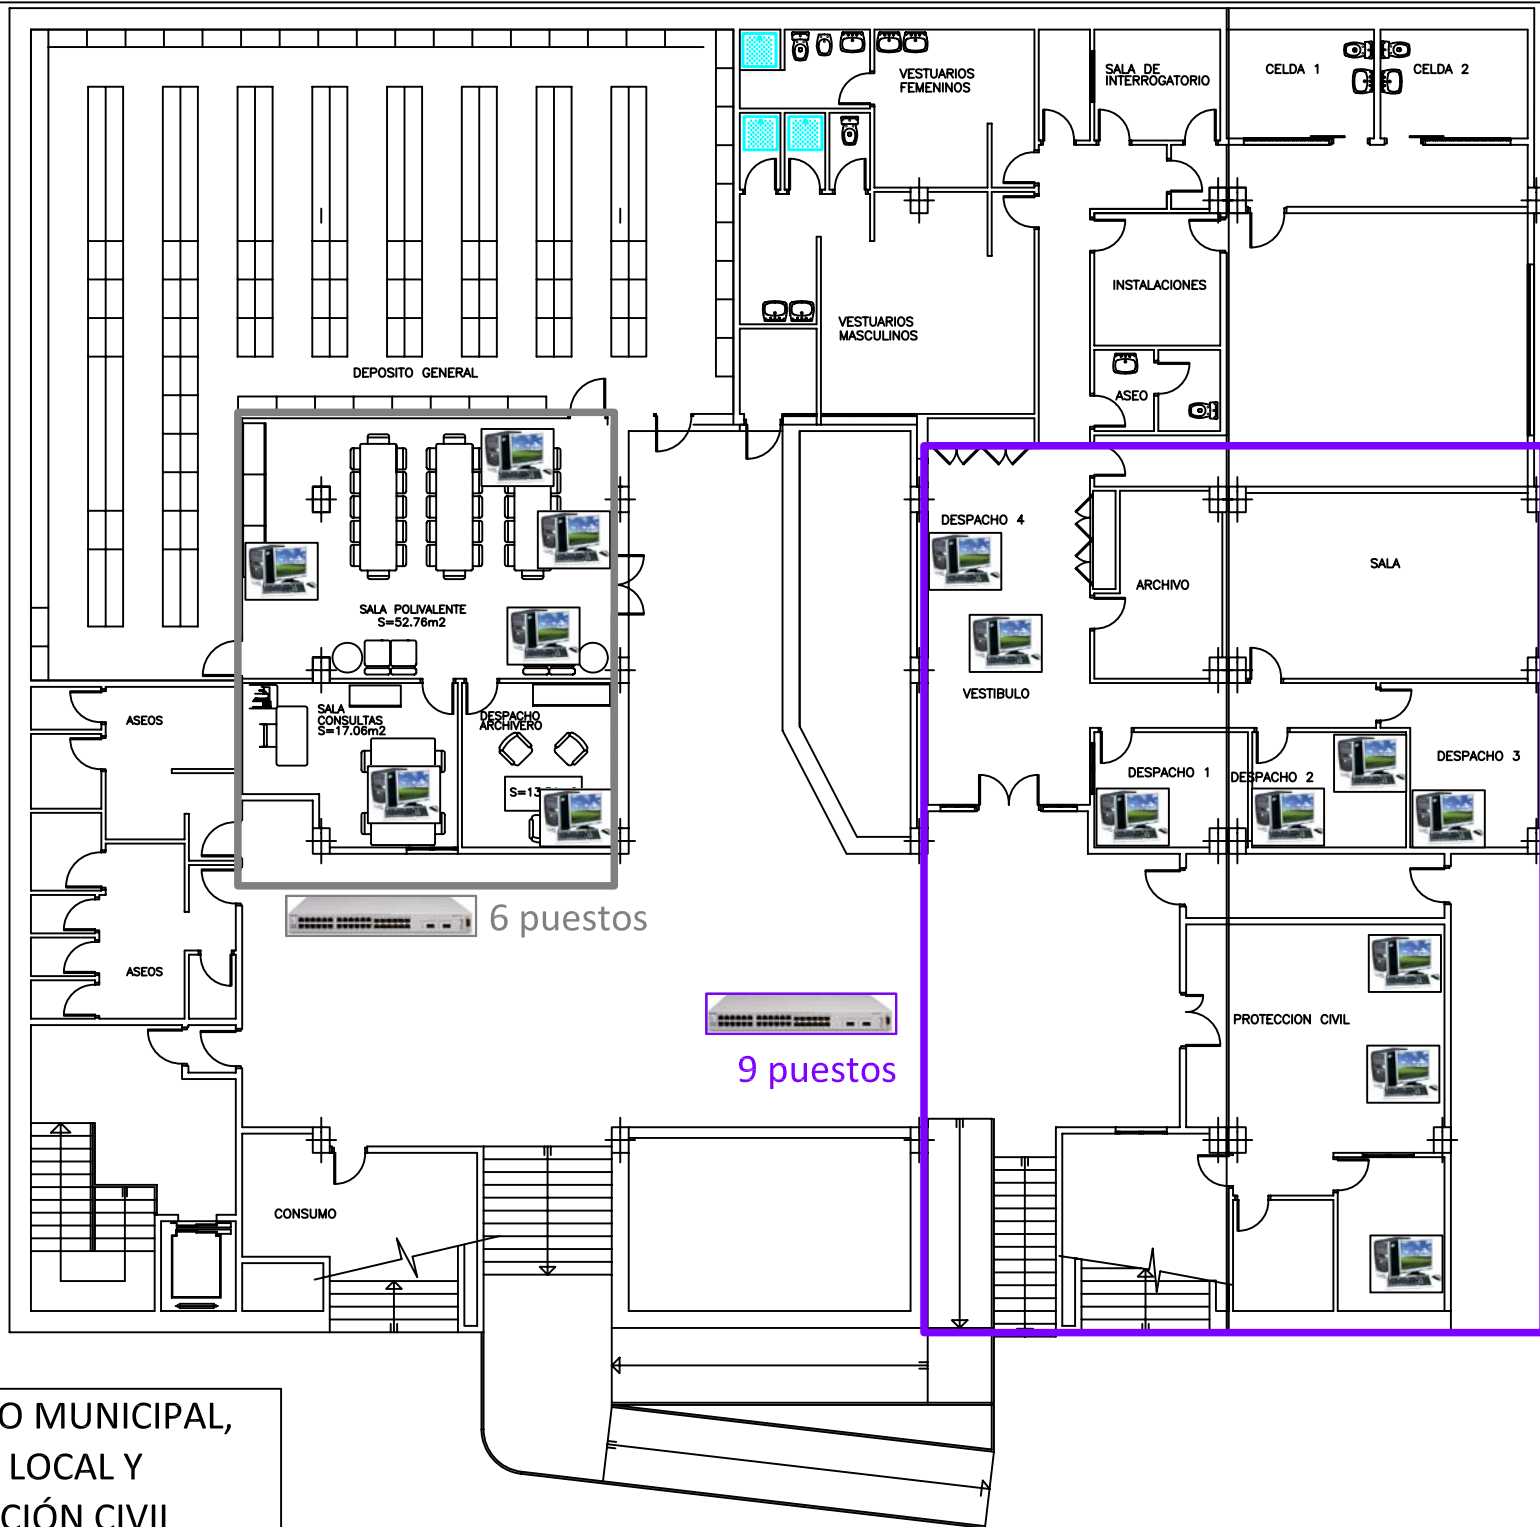 VESTUARIOS
FEMENINOS
SALA DE
INTERROGATORIO
CELDA 1
CELDA 2
INSTALACIONES
VESTUARIOS
MASCULINOS
DEPOSITO GENERAL
ASEO
DESPACHO 4
ARCHIVO
SALA
SALA POLIVALENTE
S=52.76m2
VESTIBULO
ASEOS
SALA
CONSULTAS
S=17.06m2
DESPACHO
ARCHIVERO
DESPACHO 1
DESPACHO 2
DESPACHO 3
6 puestos
ASEOS
PROTECCION CIVIL
9 puestos
CONSUMO
O MUNICIPAL,
LOCAL Y
CIÓN CIVIL